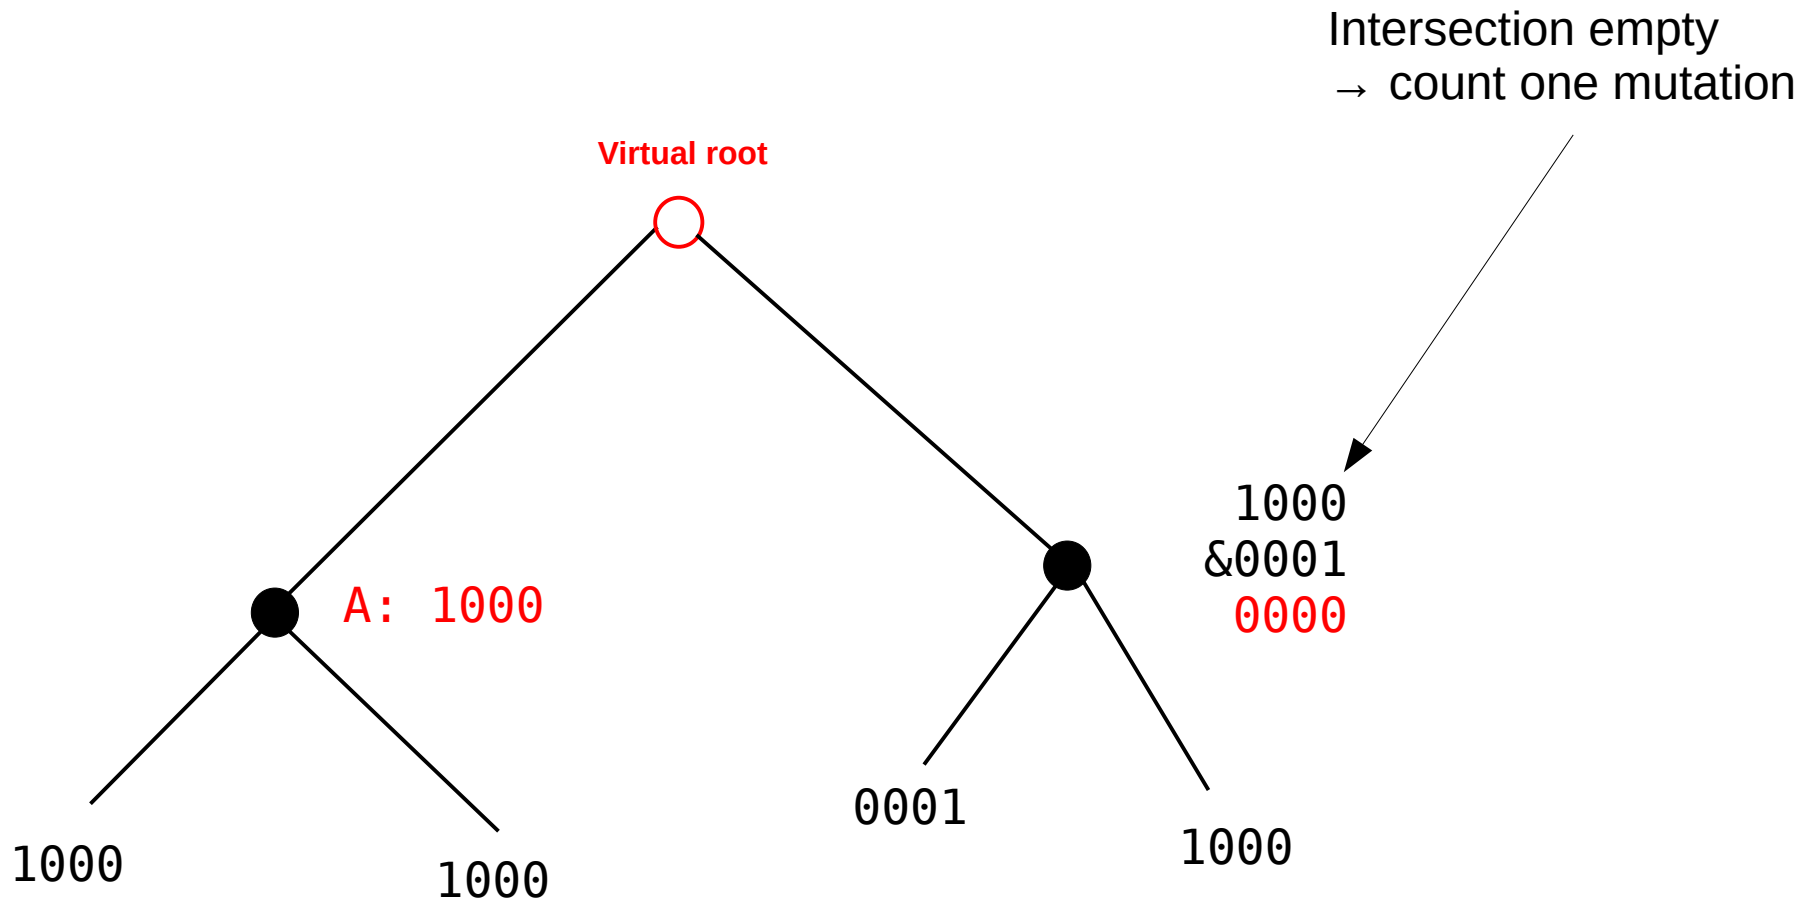 Intersection empty
→ count one mutation
Virtual root
1000
&0001
0000
A: 1000
0001
1000
1000
1000